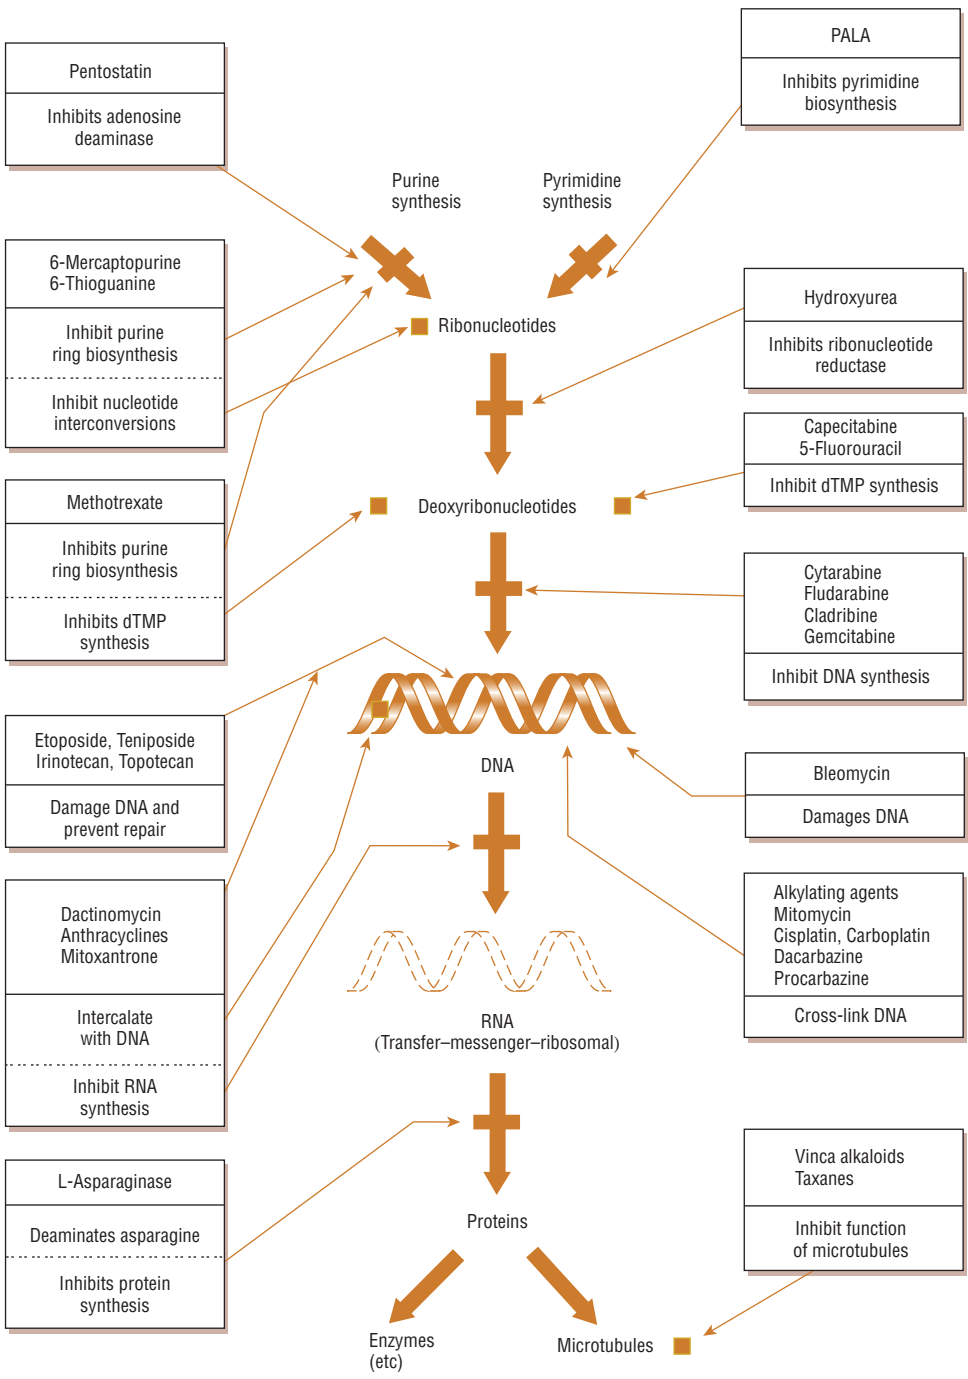 Pentostatin
Inhibits adenosine
deaminase
PALA
Inhibits pyrimidine
biosynthesis
Purine
synthesis
Pyrimidine
synthesis
6-Mercaptopurine
6-Thioguanine
Inhibit purine
ring biosynthesis
Inhibit nucleotide
interconversions
Ribonucleotides
Hydroxyurea
Inhibits ribonucleotide
reductase
Capecitabine
5-Fluorouracil
Inhibit dTMP synthesis
Methotrexate
Inhibits purine
ring biosynthesis
Inhibits dTMP
synthesis
Deoxyribonucleotides
Cytarabine
Fludarabine
Cladribine
Gemcitabine
Inhibit DNA synthesis
Etoposide, Teniposide
Irinotecan, Topotecan
Damage DNA and
prevent repair
DNA
Bleomycin
Damages DNA
Dactinomycin
Anthracyclines
Mitoxantrone
Intercalate
with DNA
Inhibit RNA
synthesis
Alkylating agents
Mitomycin
Cisplatin, Carboplatin
Dacarbazine
Procarbazine
Cross-link DNA
RNA
(Transfer–messenger–ribosomal)
L-Asparaginase
Deaminates asparagine
Inhibits protein
synthesis
Proteins
Vinca alkaloids
Taxanes
Inhibit function
of microtubules
Enzymes
(etc)
Microtubules